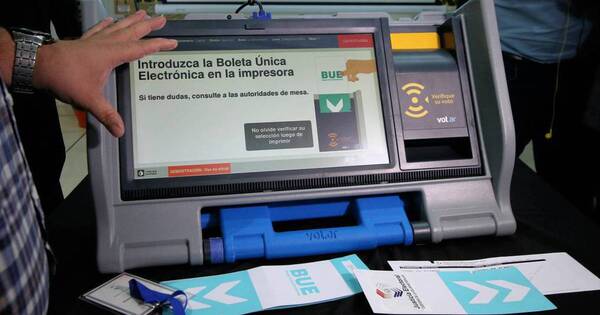 Introduzca la Boleta Única
Electrónica en la impresora
Si tiene dudas, consulte a las autoridades de mesa.
BUE
No olvide verificar su
selección luego de
imprimir
Verifique
su voto
vot.ar
vot.ar
BUE